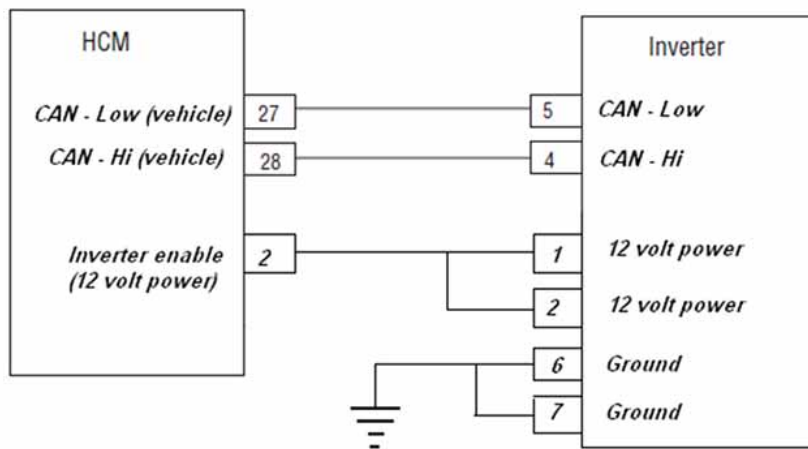 HCM
CAN - Low (vehicle)
27
CAN - Hi (vehicle)
28
Inverter enable
(12 volt power)
2
Inverter
5
CAN - Low
4
CAN - Hi
1
12 volt power
2
12 volt power
6
Ground
7
Ground